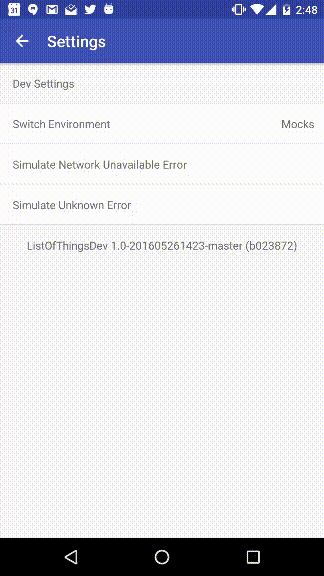 31 2:48
Settings
Dev Settings
Switch Environment Mocks
Simulate Network Unavailable Error
Simulate Unknown Error
ListOfThingsDev 1.0-201605261423-master (b023872)